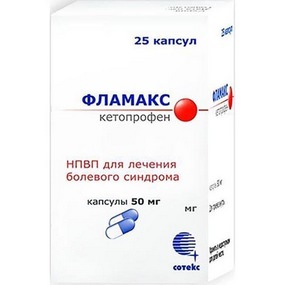 25 капсул
ФЛАМАКС
кетопрофен
НПВП для лечения
болевого синдрома
капсулы 50 мг
мг
сотекс